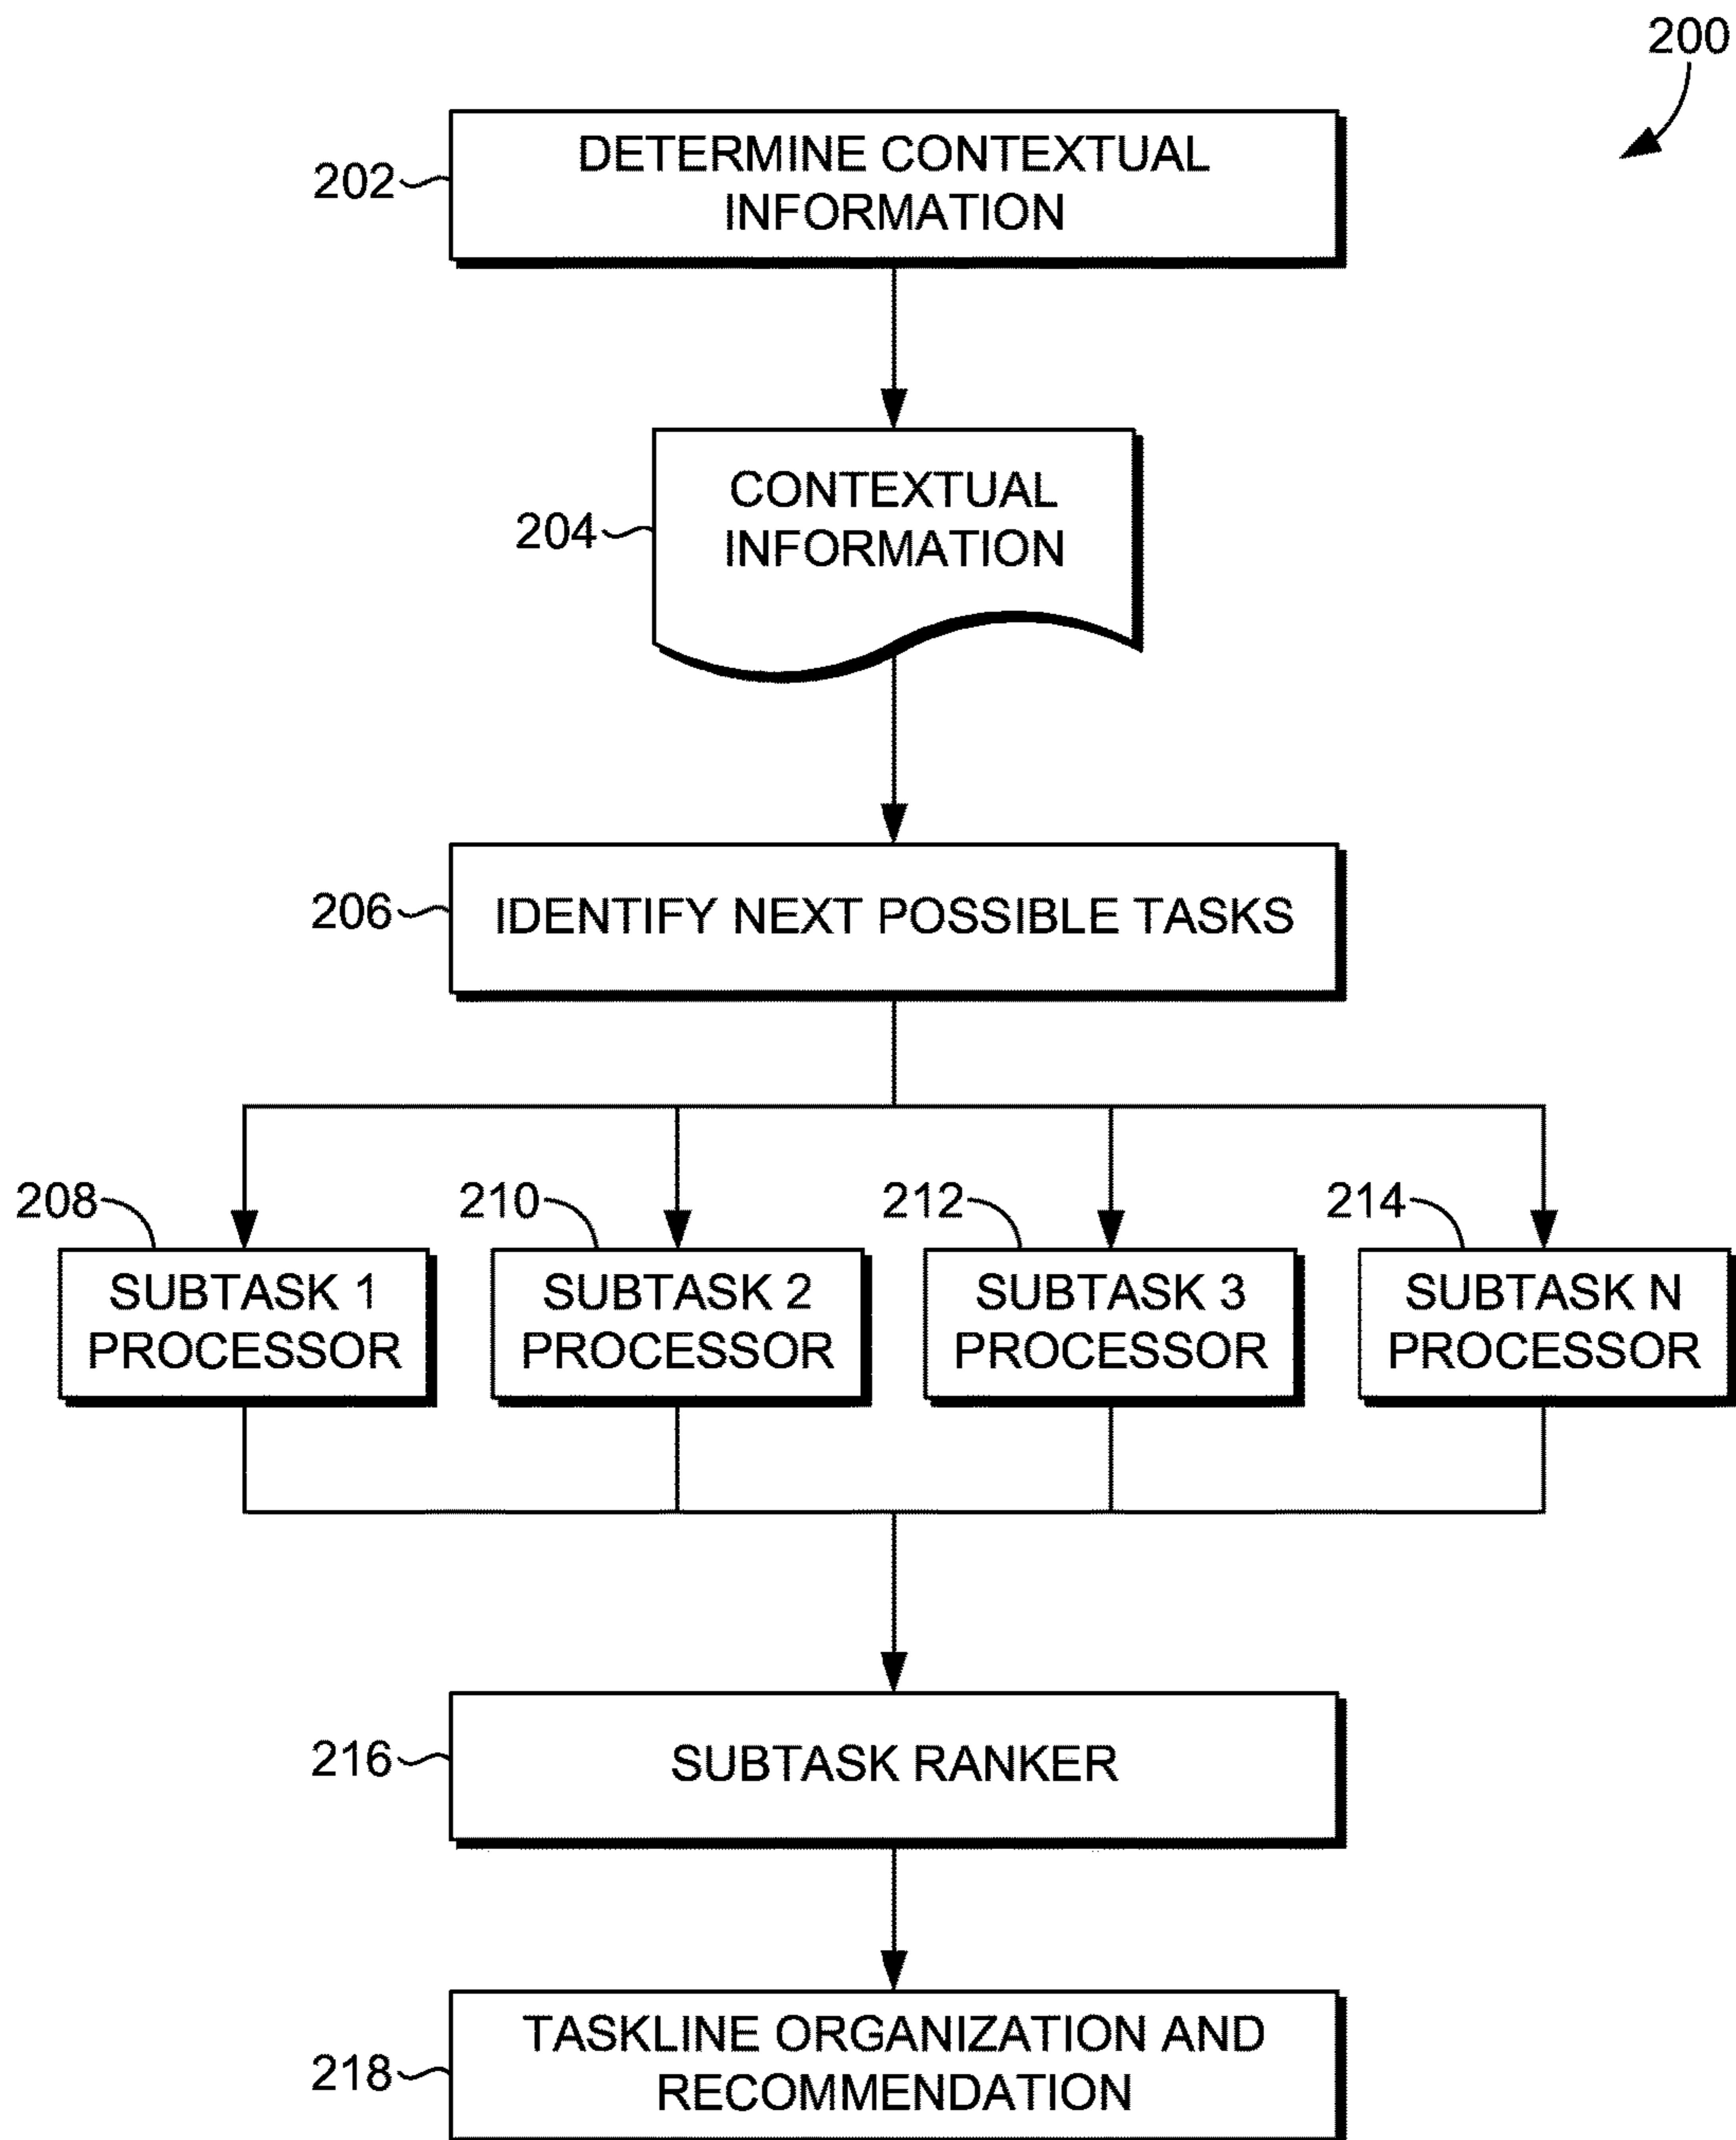 200
DETERMINE CONTEXTUAL
INFORMATION
202
CONTEXTUAL
INFORMATION
204
IDENTIFY NEXT POSSIBLE TASKS
206
208
210
212
214
SUBTASK 1
PROCESSOR
SUBTASK 2
PROCESSOR
SUBTASK 3
PROCESSOR
SUBTASK N
PROCESSOR
SUBTASK RANKER
216
TASKLINE ORGANIZATION AND
RECOMMENDATION
218